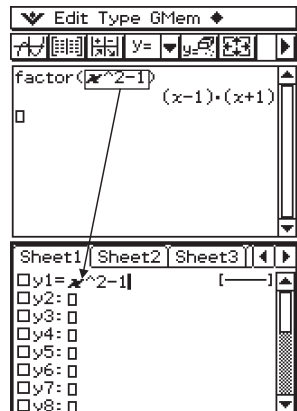 Edit Type GMem
y=
factor(x^2-1)
(x-1)·(x+1)
Sheet1 Sheet2 Sheet3
y1=x^2-1 [—]
y2:
y3:
y4:
y5:
y6:
y7:
y8: